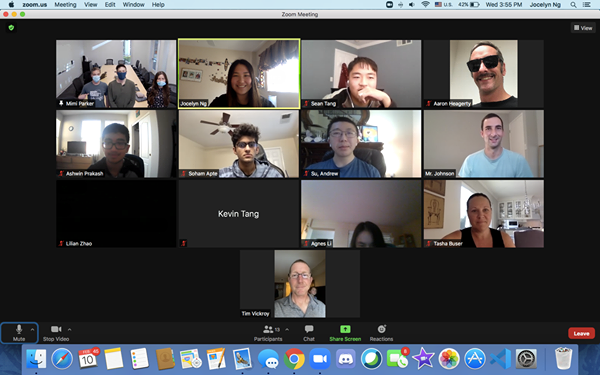 zoom.us Meeting View Edit Window Help
U.S. 42% Wed 3:55 PM Jocelyn Ng
Zoom Meeting
View
Mimi Parker
Jocelyn Ng
Sean Tang
Aaron Heagerty
Ashwin Prakash
Soham Apte
Su, Andrew
Mr. Johnson
Lilian Zhao
Kevin Tang
Agnes Li
Tasha Buser
Tim Vickroy
Mute
Stop Video
Participants 13
Chat
Share Screen
Reactions
Leave
FEB
10